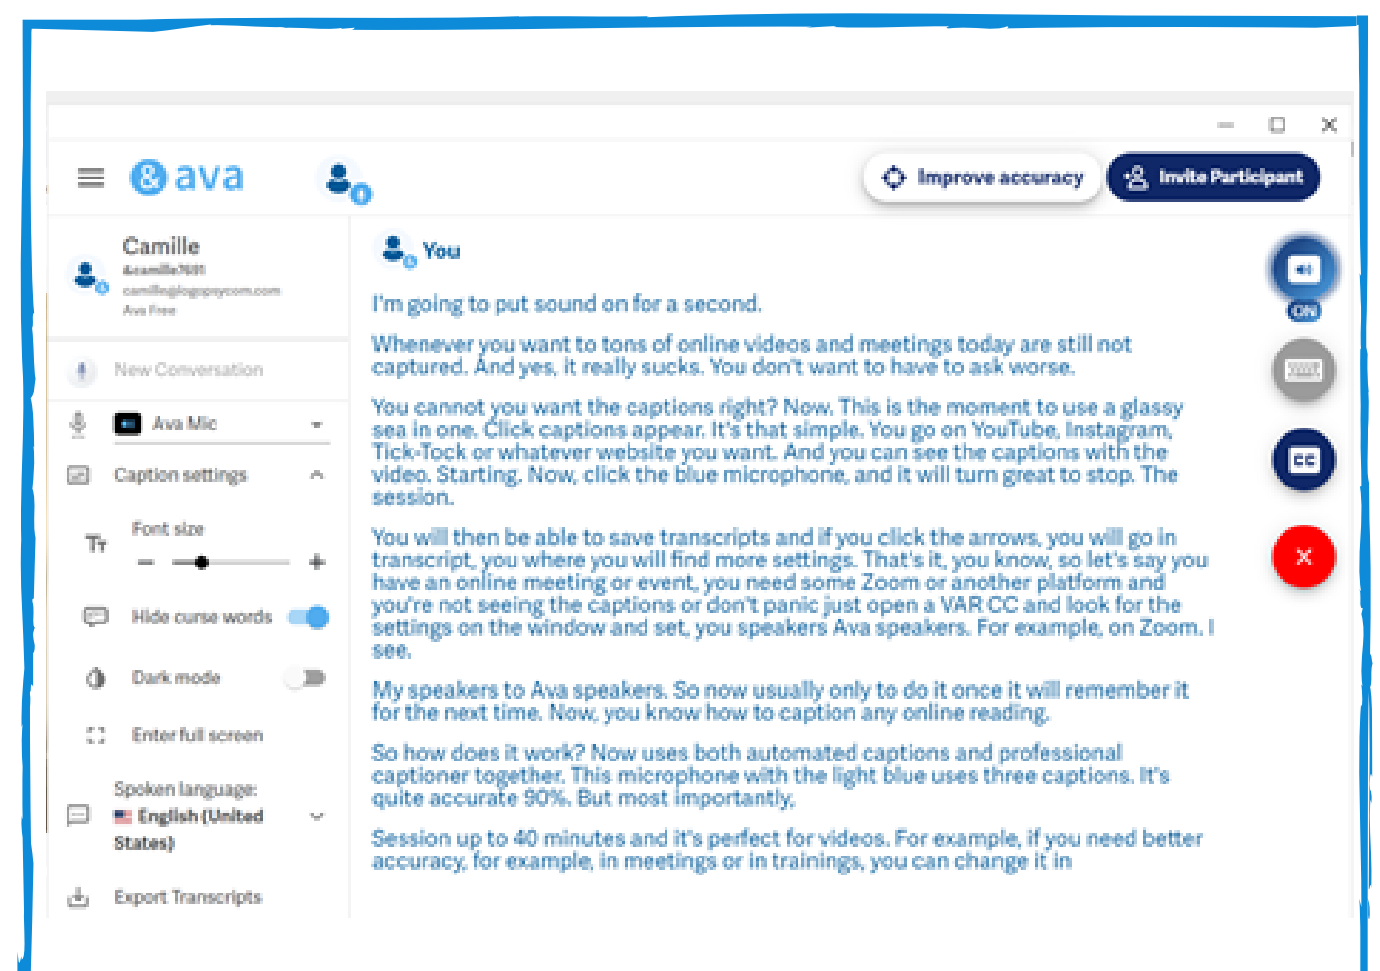 & ava
Improve accuracy
Invite Participant
Camille
&camille7691
camille@logopsycom.com
Ava Free
New Conversation
Ava Mic
Caption settings
Font size
Hide curse words
Dark mode
Enter full screen
Spoken language:
English (United
States)
Export Transcripts
You
I'm going to put sound on for a second.
Whenever you want to tons of online videos and meetings today are still not
captured. And yes, it really sucks. You don't want to have to ask worse.
You cannot you want the captions right? Now. This is the moment to use a glassy
sea in one. Click captions appear. It's that simple. You go on YouTube, Instagram,
Tick-Tock or whatever website you want. And you can see the captions with the
video. Starting. Now, click the blue microphone, and it will turn great to stop. The
session.
You will then be able to save transcripts and if you click the arrows, you will go in
transcript, you where you will find more settings. That's it, you know, so let's say you
have an online meeting or event, you need some Zoom or another platform and
you're not seeing the captions or don't panic just open a VAR CC and look for the
settings on the window and set, you speakers Ava speakers. For example, on Zoom. I
see.
My speakers to Ava speakers. So now usually only to do it once it will remember it
for the next time. Now, you know how to caption any online reading.
So how does it work? Now uses both automated captions and professional
captioner together. This microphone with the light blue uses three captions. It's
quite accurate 90%. But most importantly,
Session up to 40 minutes and it's perfect for videos. For example, if you need better
accuracy, for example, in meetings or in trainings, you can change it in
ON
CC